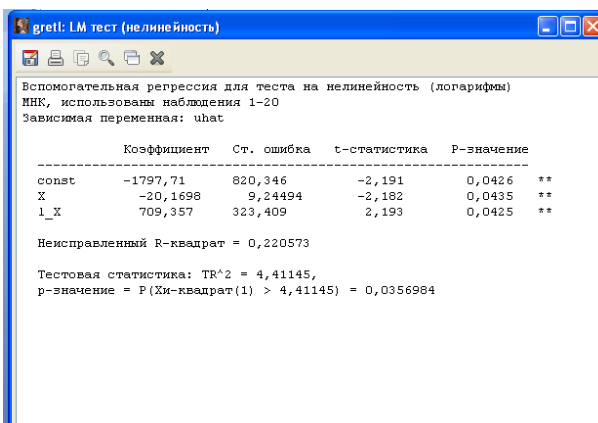 gretl: LM тест (нелинейность)
Вспомогательная регрессия для теста на нелинейность (логарифмы)
МНК, использованы наблюдения 1-20
Зависимая переменная: uhat
Коэффициент Ст. ошибка t-статистика P-значение
const -1797,71 820,346 -2,191 0,0426 **
X -20,1698 9,24494 -2,182 0,0435 **
l_X 709,357 323,409 2,193 0,0425 **
Неисправленный R-квадрат = 0,220573
Тестовая статистика: TR^2 = 4,41145,
р-значение = P(Хи-квадрат(1) > 4,41145) = 0,0356984